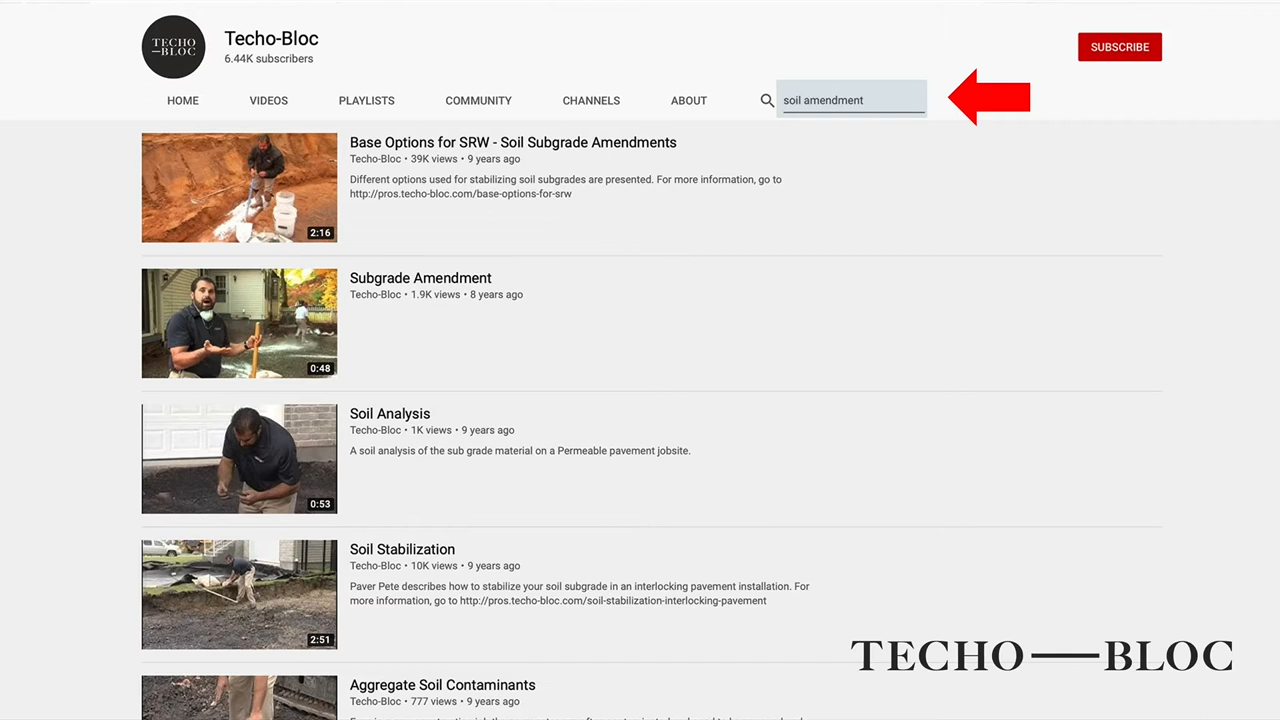 TECHO
—BLOC
Techo-Bloc
6.44K subscribers
SUBSCRIBE
HOME
VIDEOS
PLAYLISTS
COMMUNITY
CHANNELS
ABOUT
soil amendment
Base Options for SRW - Soil Subgrade Amendments
Techo-Bloc • 39K views • 9 years ago
Different options used for stabilizing soil subgrades are presented. For more information, go to
http://pros.techo-bloc.com/base-options-for-srw
2:16
Subgrade Amendment
Techo-Bloc • 1.9K views • 8 years ago
0:48
Soil Analysis
Techo-Bloc • 1K views • 9 years ago
A soil analysis of the sub grade material on a Permeable pavement jobsite.
0:53
Soil Stabilization
Techo-Bloc • 10K views • 9 years ago
Paver Pete describes how to stabilize your soil subgrade in an interlocking pavement installation. For
more information, go to http://pros.techo-bloc.com/soil-stabilization-interlocking-pavement
2:51
TECHO—BLOC
Aggregate Soil Contaminants
Techo-Bloc • 777 views • 9 years ago